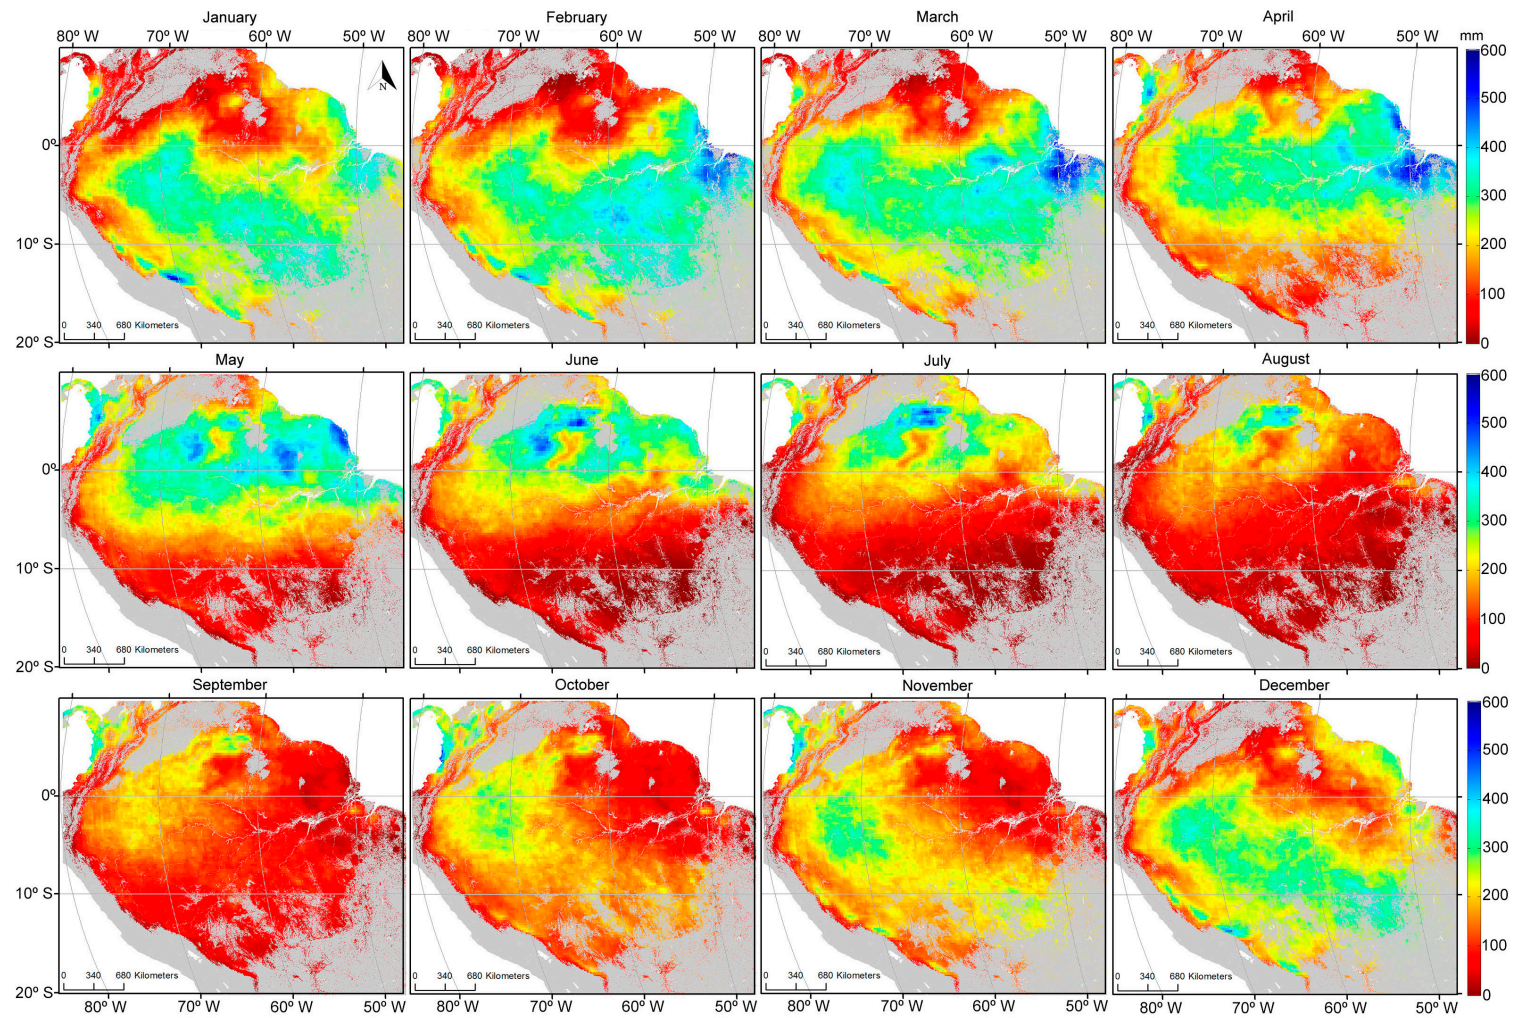 January February March April
80º W 70º W 60º W 50º W 80º W 70º W 60º W 50º W 80º W 70º W 60º W 50º W 80º W 70º W 60º W 50º W
mm
600
N
500
0º
400
300
10º S
200
100
0 340 680 Kilometers 0 340 680 Kilometers 0 340 680 Kilometers 0 340 680 Kilometers
20º S
0
May June July August
600
500
0º
400
300
10º S
200
100
0 340 680 Kilometers 0 340 680 Kilometers 0 340 680 Kilometers 0 340 680 Kilometers
20º S
0
September October November December
600
500
0º
400
300
10º S
200
100
0 340 680 Kilometers 0 340 680 Kilometers 0 340 680 Kilometers 0 340 680 Kilometers
20º S
0
80º W 70º W 60º W 50º W 80º W 70º W 60º W 50º W 80º W 70º W 60º W 50º W 80º W 70º W 60º W 50º W